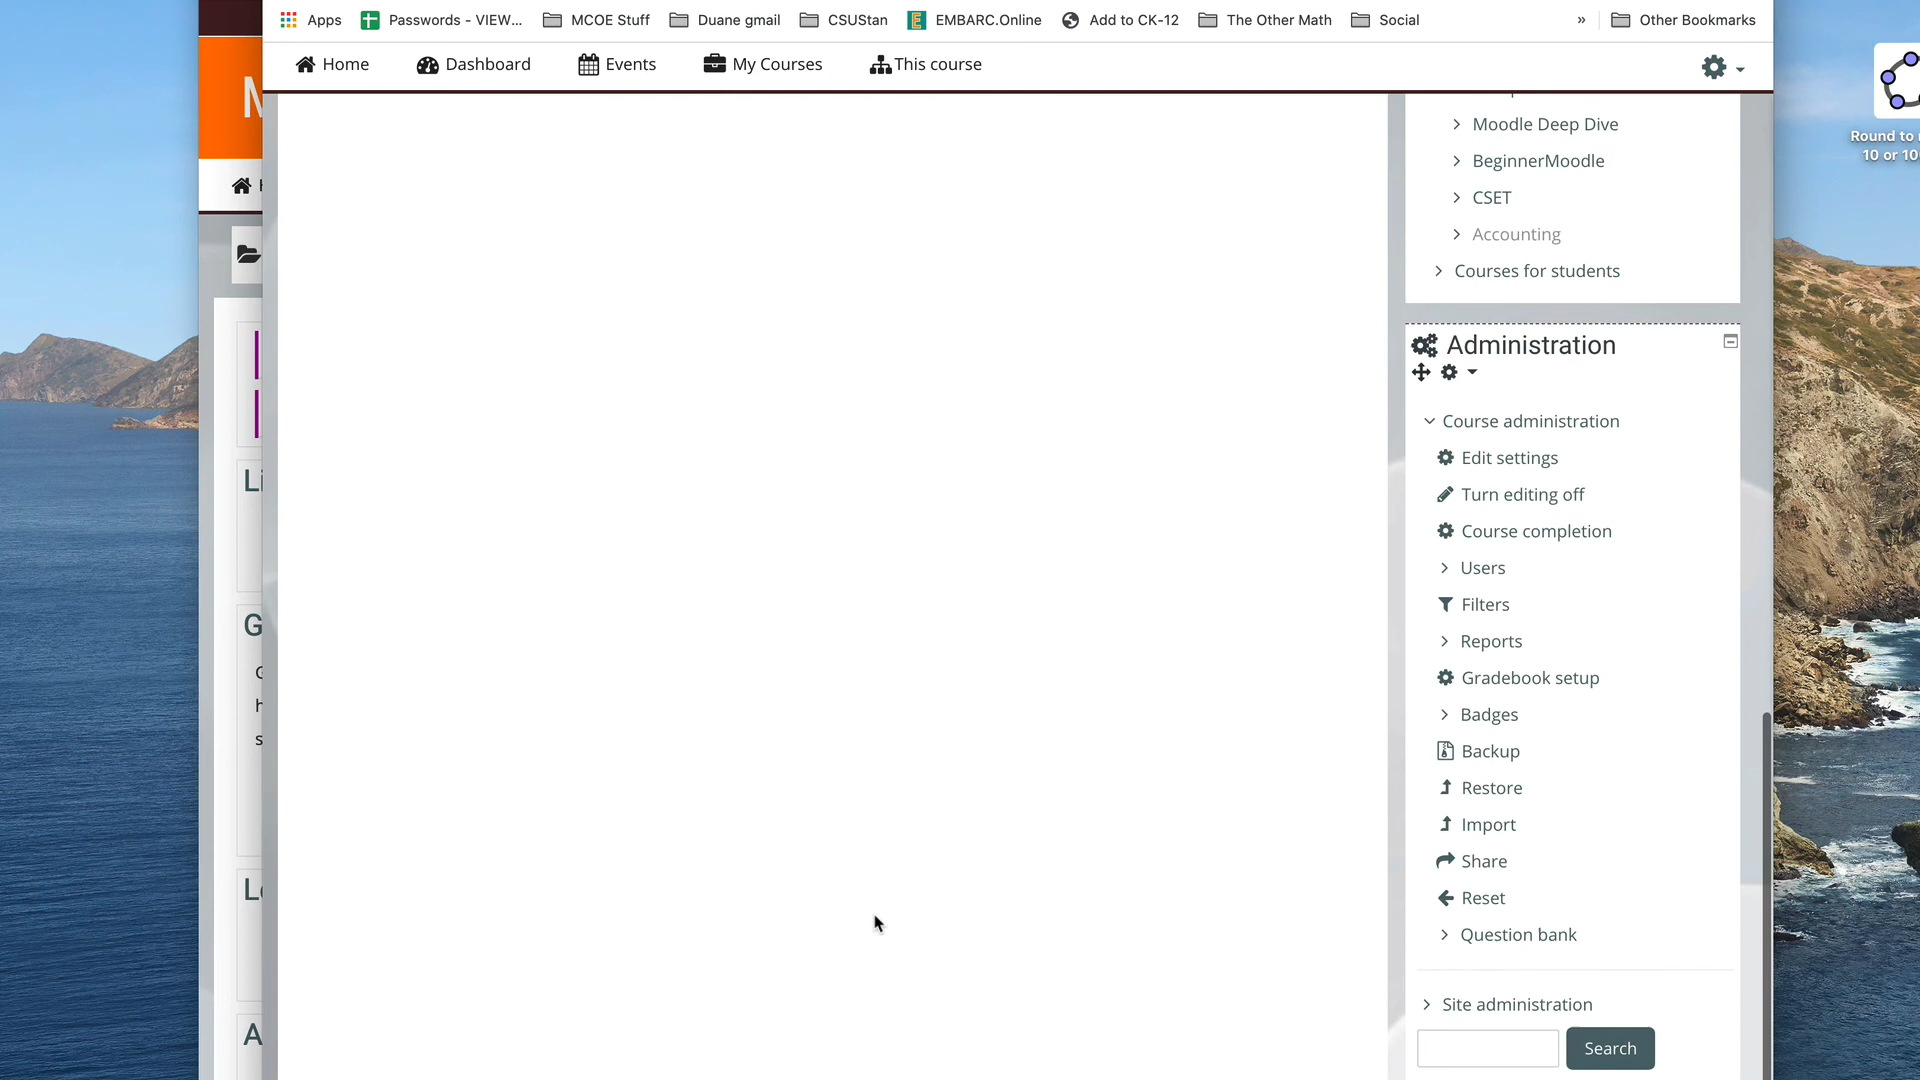 Apps
Passwords - VIEW...
MCOE Stuff
Duane gmail
CSUStan
EMBARC.Online
Add to CK-12
The Other Math
Social
»
Other Bookmarks
Home
Dashboard
Events
My Courses
This course
Moodle Deep Dive
BeginnerMoodle
CSET
Accounting
Courses for students
Administration
Course administration
Edit settings
Turn editing off
Course completion
Users
Filters
Reports
Gradebook setup
Badges
Backup
Restore
Import
Share
Reset
Question bank
Site administration
Search
M
Li
G
Round to
10 or 10